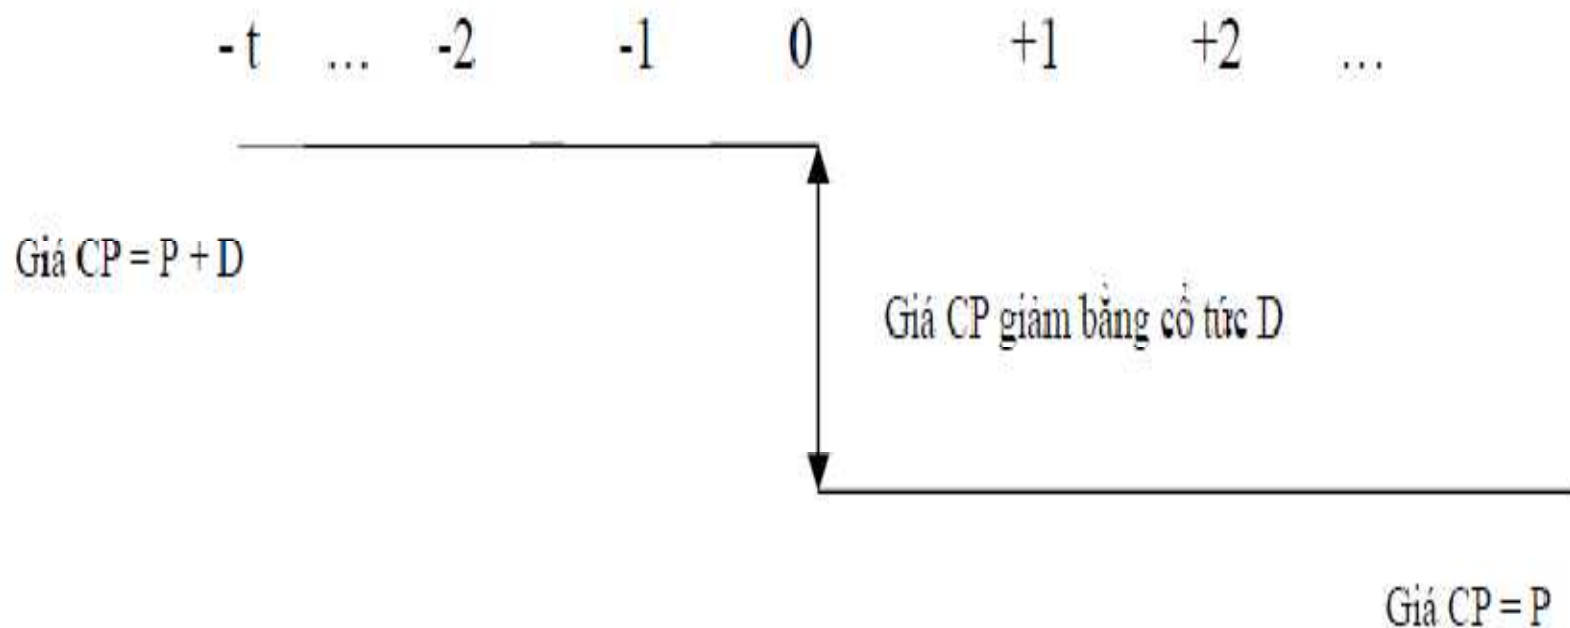 - t ... -2 -1 0 +1 +2 ...
Giá CP = P + D
Giá CP giảm bằng cổ tức D
Giá CP = P